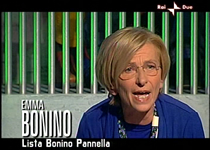 Rai Due
EMMA
BONINO
Lista Bonino Pannella